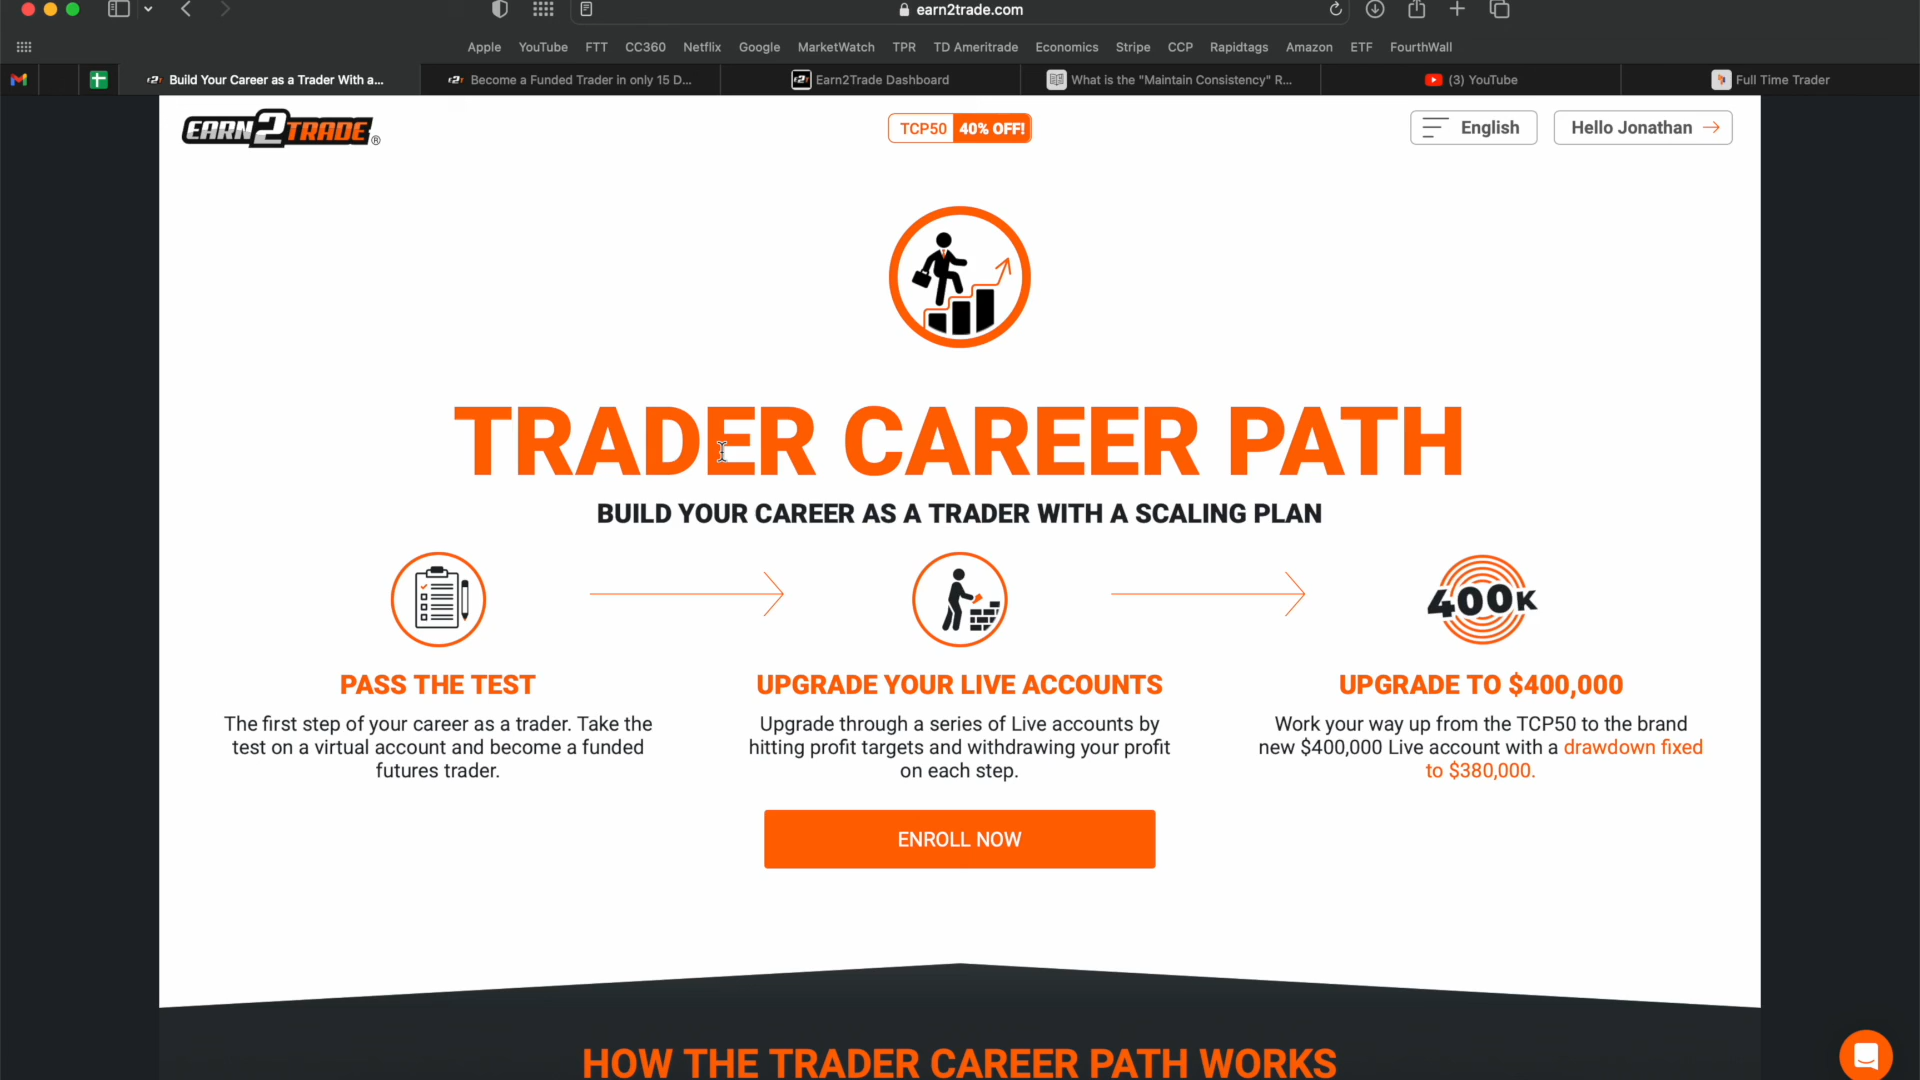 earn2trade.com
Apple YouTube FTT CC360 Netflix Google MarketWatch TPR TD Ameritrade Economics Stripe CCP Rapidtags Amazon ETF FourthWall
Build Your Career as a Trader With a... Become a Funded Trader in only 15 D... Earn2Trade Dashboard What is the "Maintain Consistency" R... (3) YouTube Full Time Trader
EARN2TRADE® TCP50 40% OFF! English Hello Jonathan
TRADER CAREER PATH
BUILD YOUR CAREER AS A TRADER WITH A SCALING PLAN
400K
PASS THE TEST
The first step of your career as a trader. Take the
test on a virtual account and become a funded
futures trader.
UPGRADE YOUR LIVE ACCOUNTS
Upgrade through a series of Live accounts by
hitting profit targets and withdrawing your profit
on each step.
UPGRADE TO $400,000
Work your way up from the TCP50 to the brand
new $400,000 Live account with a drawdown fixed
to $380,000.
ENROLL NOW
HOW THE TRADER CAREER PATH WORKS